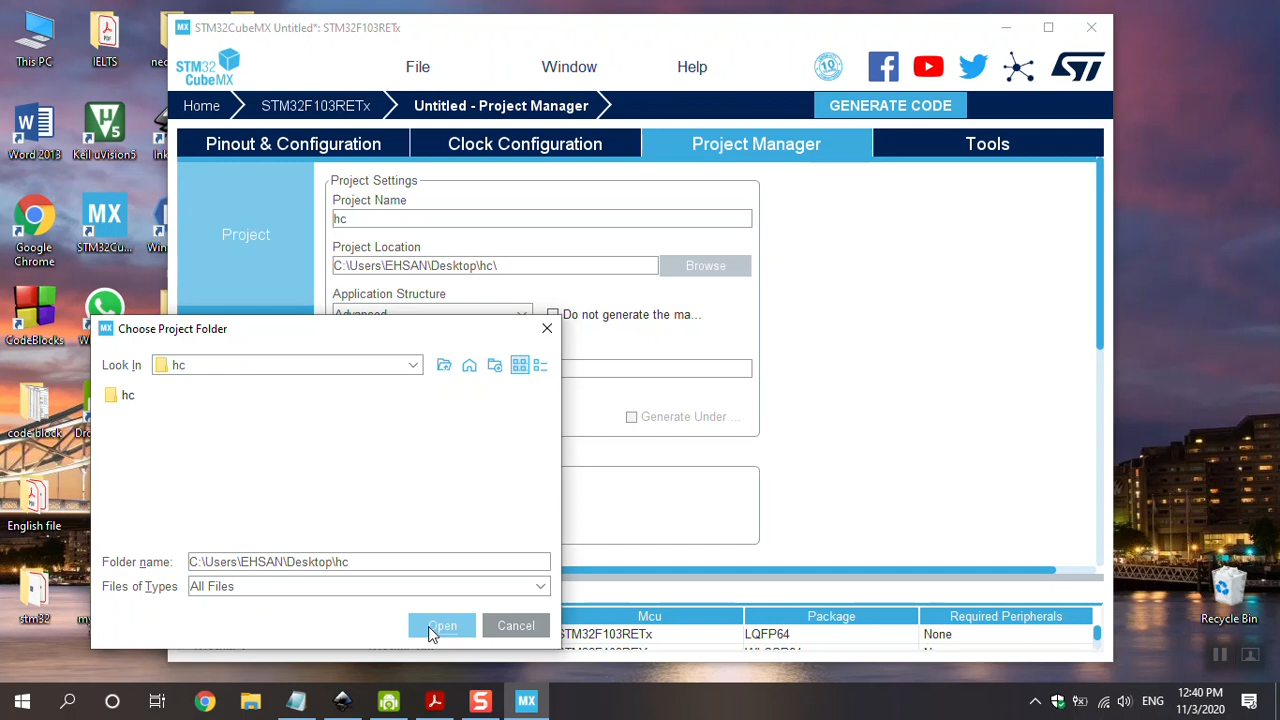 This PC
IELTS
Word 2013
Keil uVision5
Google
Chrome
STM32Cu...
CodeBlocks
code block
English file
stm32
Recycle Bin
STM32CubeMX Untitled*: STM32F103RETx
STM32
CubeMX
File
Window
Help
10
ST
Home
STM32F103RETx
Untitled - Project Manager
GENERATE CODE
Pinout & Configuration
Clock Configuration
Project Manager
Tools
Project
Project Settings
Project Name
hc
Project Location
C:\Users\EHSAN\Desktop\hc\
Browse
Application Structure
Advanced
Do not generate the ma...
Generate Under ...
MX Choose Project Folder
Look In
hc
hc
Folder name:
C:\Users\EHSAN\Desktop\hc
Files of Types
All Files
Open
Cancel
Mcu
Package
Required Peripherals
STM32F103RETx
LQFP64
None
ENG
12:40 PM
11/3/2020